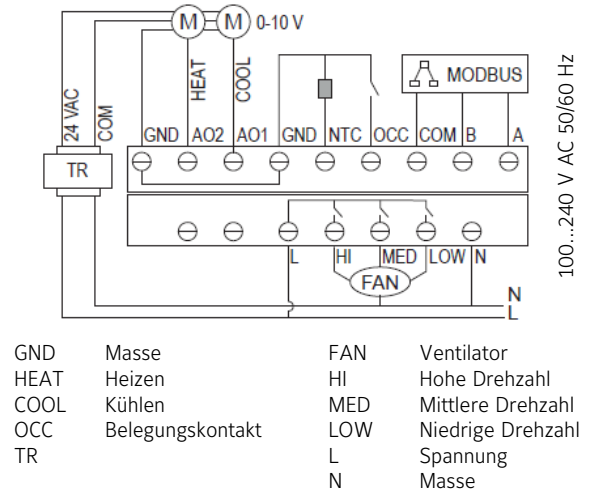 M M 0-10 V
24 VAC
COM
HEAT
COOL
MODBUS
100...240 V AC 50/60 Hz
GND AO2 AO1 GND NTC OCC COM B A
TR
L HI MED LOW N
FAN
N
L
GND Masse
HEAT Heizen
COOL Kühlen
OCC Belegungskontakt
TR
FAN Ventilator
HI Hohe Drehzahl
MED Mittlere Drehzahl
LOW Niedrige Drehzahl
L Spannung
N Masse